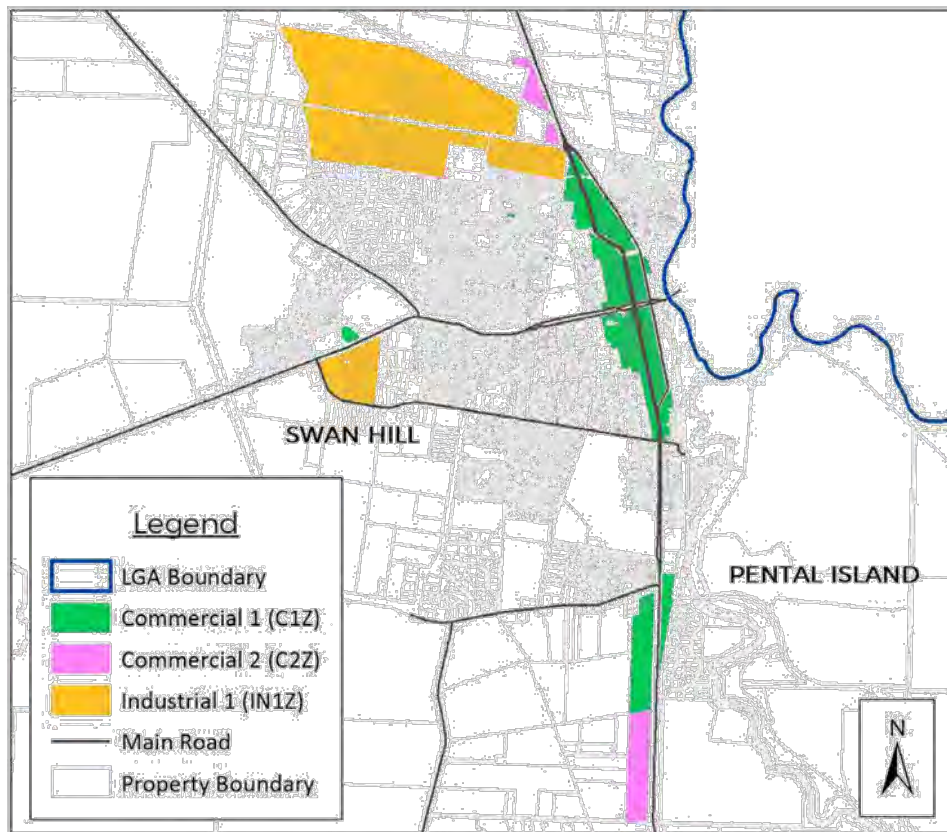 SWAN HILL
PENTAL ISLAND
Legend
LGA Boundary
Commercial 1 (C1Z)
Commercial 2 (C2Z)
Industrial 1 (IN1Z)
Main Road
Property Boundary
N